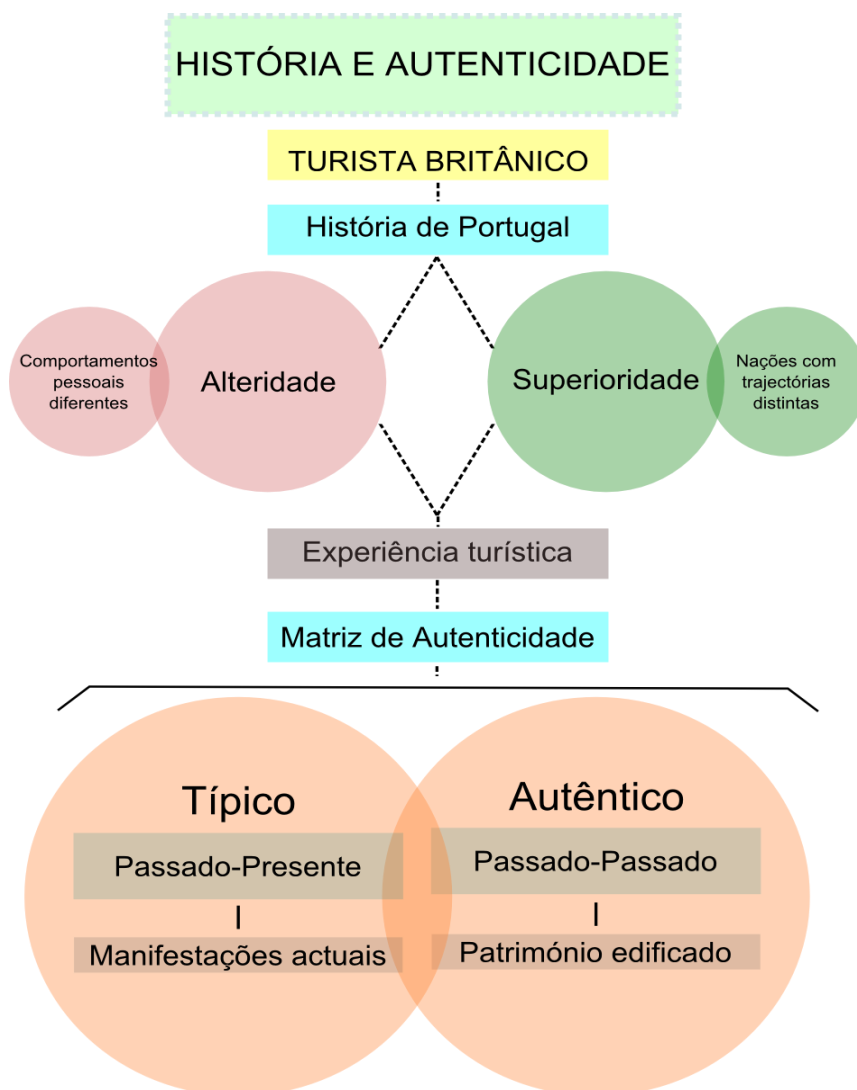 HISTÓRIA E AUTENTICIDADE
TURISTA BRITÂNICO
História de Portugal
Comportamentos
pessoais
diferentes
Alteridade
Superioridade
Nações com
trajectórias
distintas
Experiência turística
Matriz de Autenticidade
Típico
Passado-Presente
Manifestações actuais
Autêntico
Passado-Passado
Património edificado